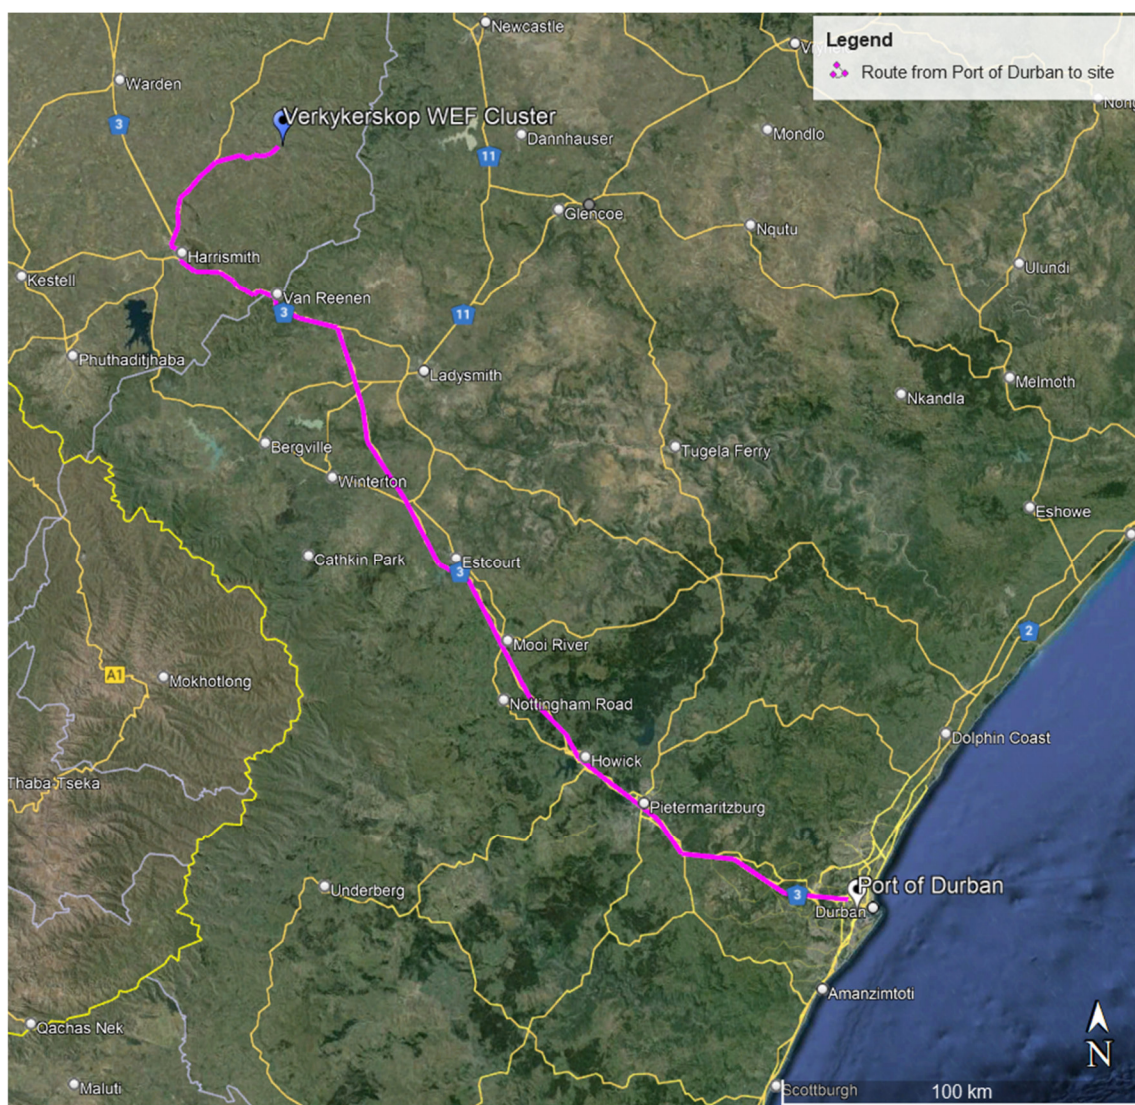 Newcastle
Legend
Route from Port of Durban to site
Warden
3
Verkykerskop WEF Cluster
Dannhauser
Mondlo
11
Glencoe
Nqutu
Harrismith
Kestell
Ulundi
Van Reenen
3
11
Phuthaditjhaba
Ladysmith
Melmoth
Nkandla
Bergville
Tugela Ferry
Winterton
Eshowe
Cathkin Park
Estcourt
3
2
Mooi River
A1
Mokhotlong
Nottingham Road
Dolphin Coast
Howick
Thaba Tseka
Pietermaritzburg
Underberg
3
Port of Durban
Durban
Amanzimtoti
Qachas Nek
N
Maluti
Scottburgh
100 km